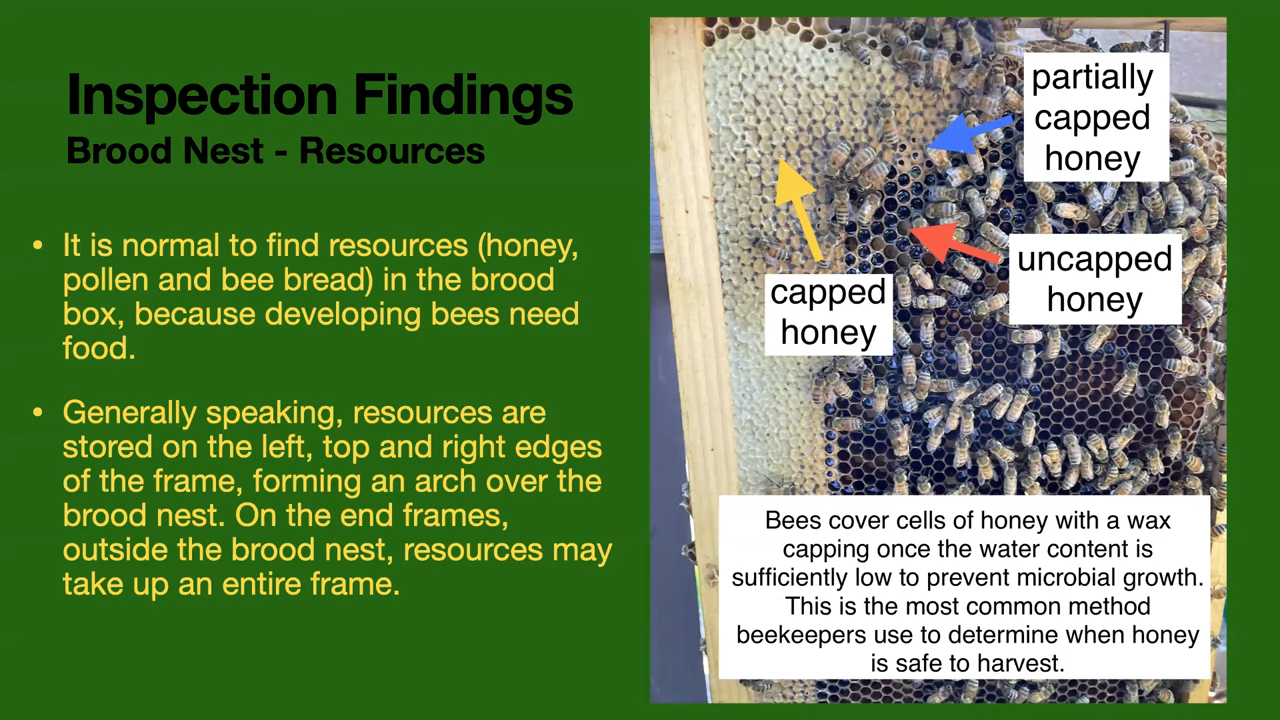 Inspection Findings
Brood Nest - Resources
• It is normal to find resources (honey,
pollen and bee bread) in the brood
box, because developing bees need
food.
• Generally speaking, resources are
stored on the left, top and right edges
of the frame, forming an arch over the
brood nest. On the end frames,
outside the brood nest, resources may
take up an entire frame.
partially
capped
honey
uncapped
honey
capped
honey
Bees cover cells of honey with a wax
capping once the water content is
sufficiently low to prevent microbial growth.
This is the most common method
beekeepers use to determine when honey
is safe to harvest.